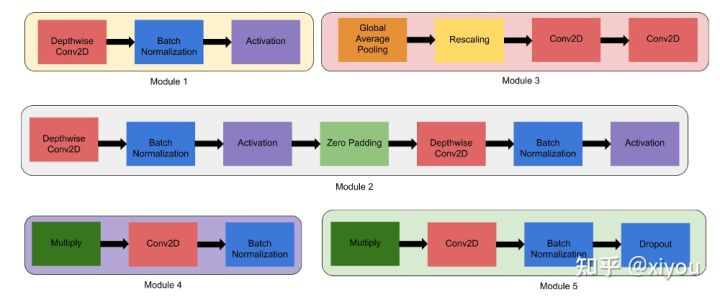 Depthwise
Conv2D
Batch
Normalization
Activation
Module 1
Global
Average
Pooling
Rescaling
Conv2D
Conv2D
Module 3
Depthwise
Conv2D
Batch
Normalization
Activation
Zero Padding
Depthwise
Conv2D
Batch
Normalization
Activation
Module 2
Multiply
Conv2D
Batch
Normalization
Module 4
Multiply
Conv2D
Batch
Normalization
Dropout
Module 5
知乎 @xiyou